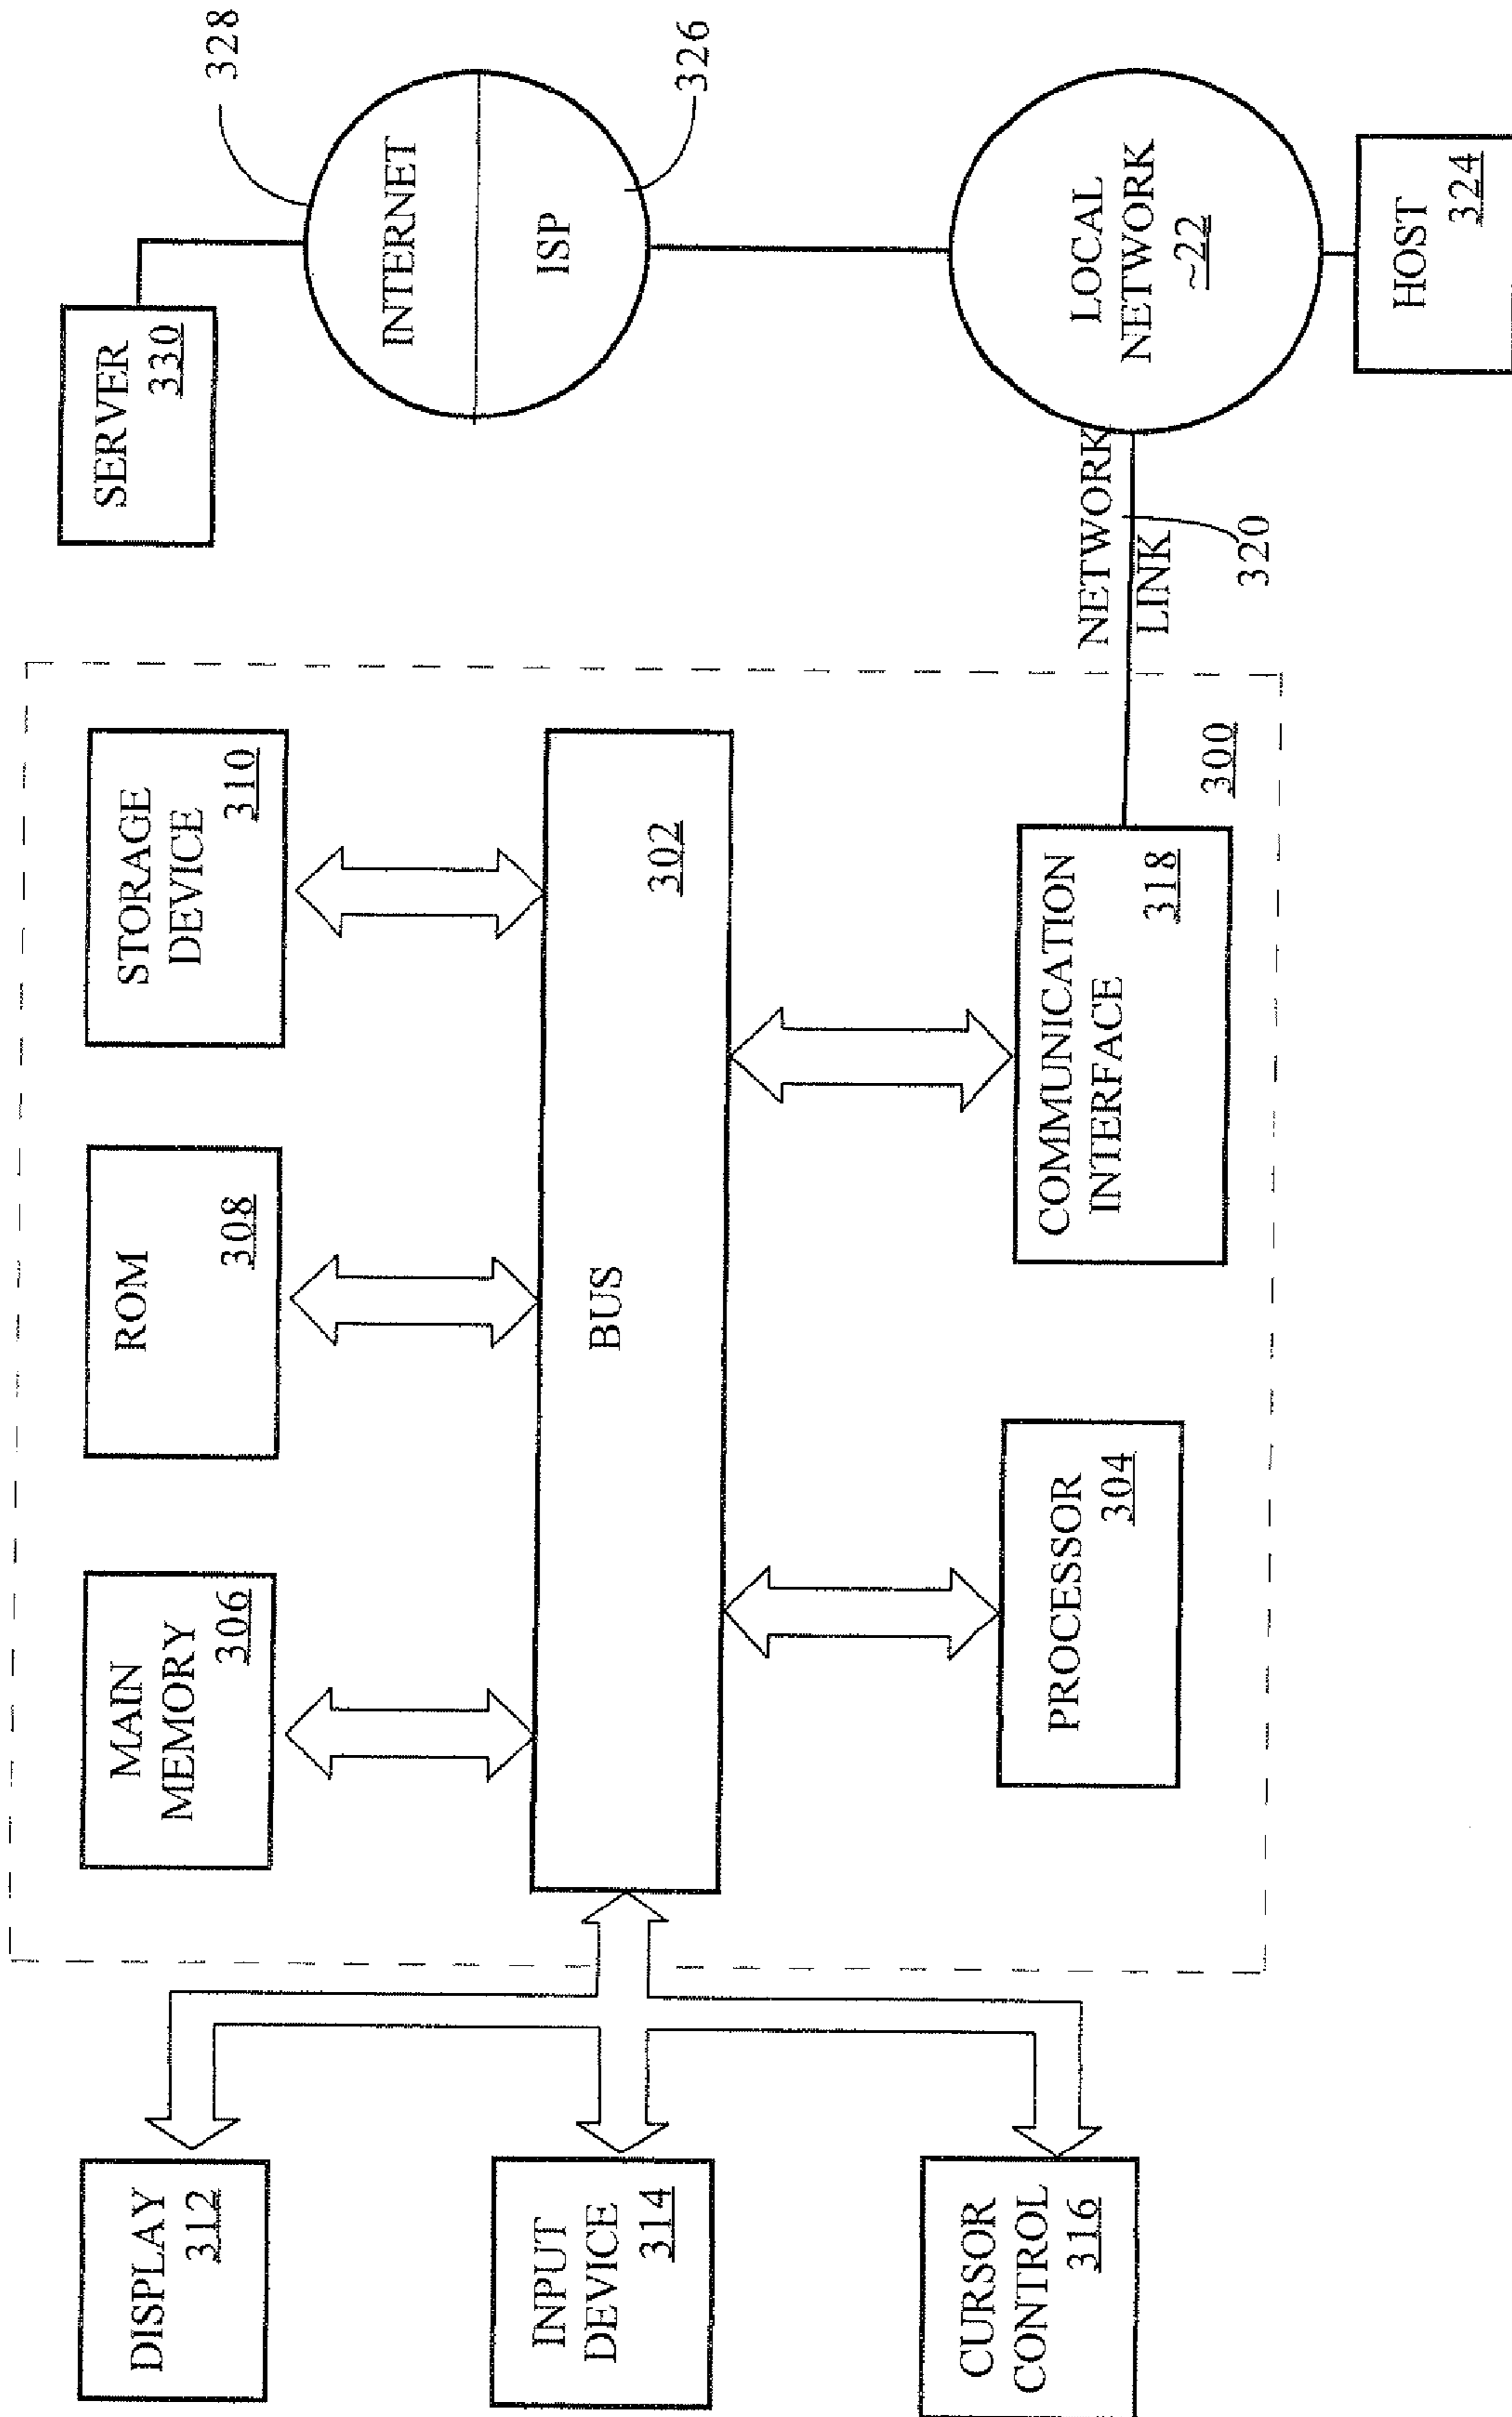 DISPLAY
312
INPUT
DEVICE
314
CURSOR
CONTROL
316
MAIN
MEMORY
306
ROM
308
STORAGE
DEVICE
310
BUS
302
PROCESSOR
304
COMMUNICATION
INTERFACE
318
300
NETWORK
LINK
320
SERVER
330
328
INTERNET
ISP
326
LOCAL
NETWORK
~22
HOST
324